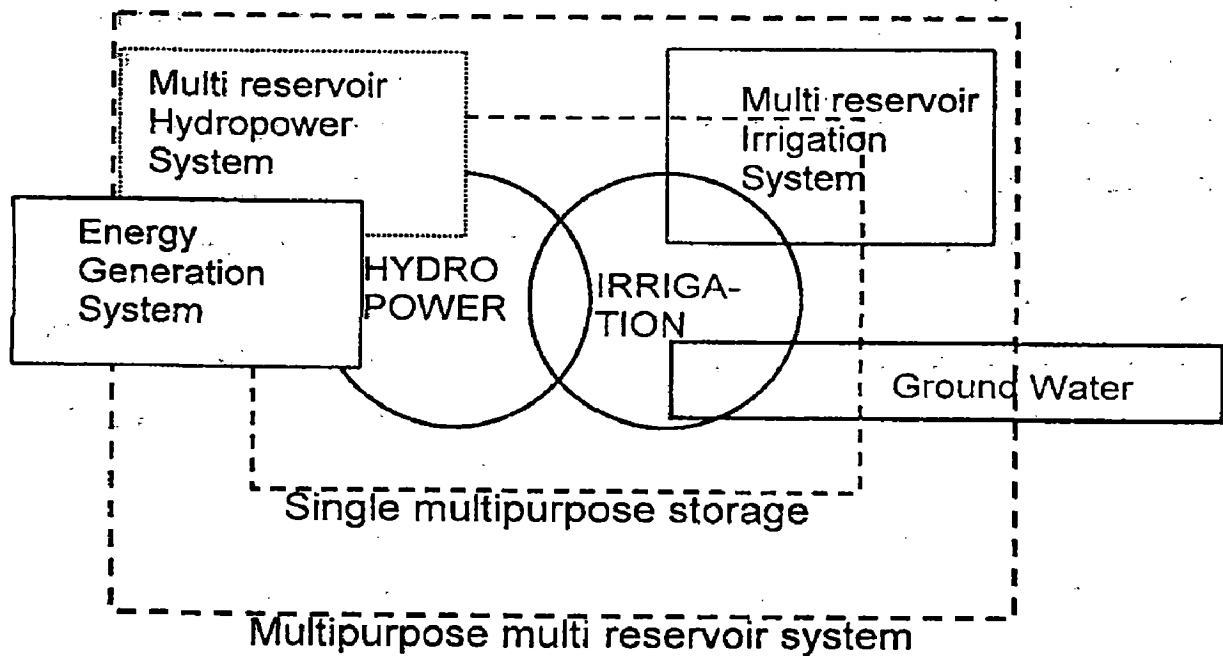 Multi reservoir
Hydropower
System
Multi reservoir
Irrigation
System
Energy
Generation
System
HYDRO
POWER
IRRIGA-
TION
Ground Water
Single multipurpose storage
Multipurpose multi reservoir system